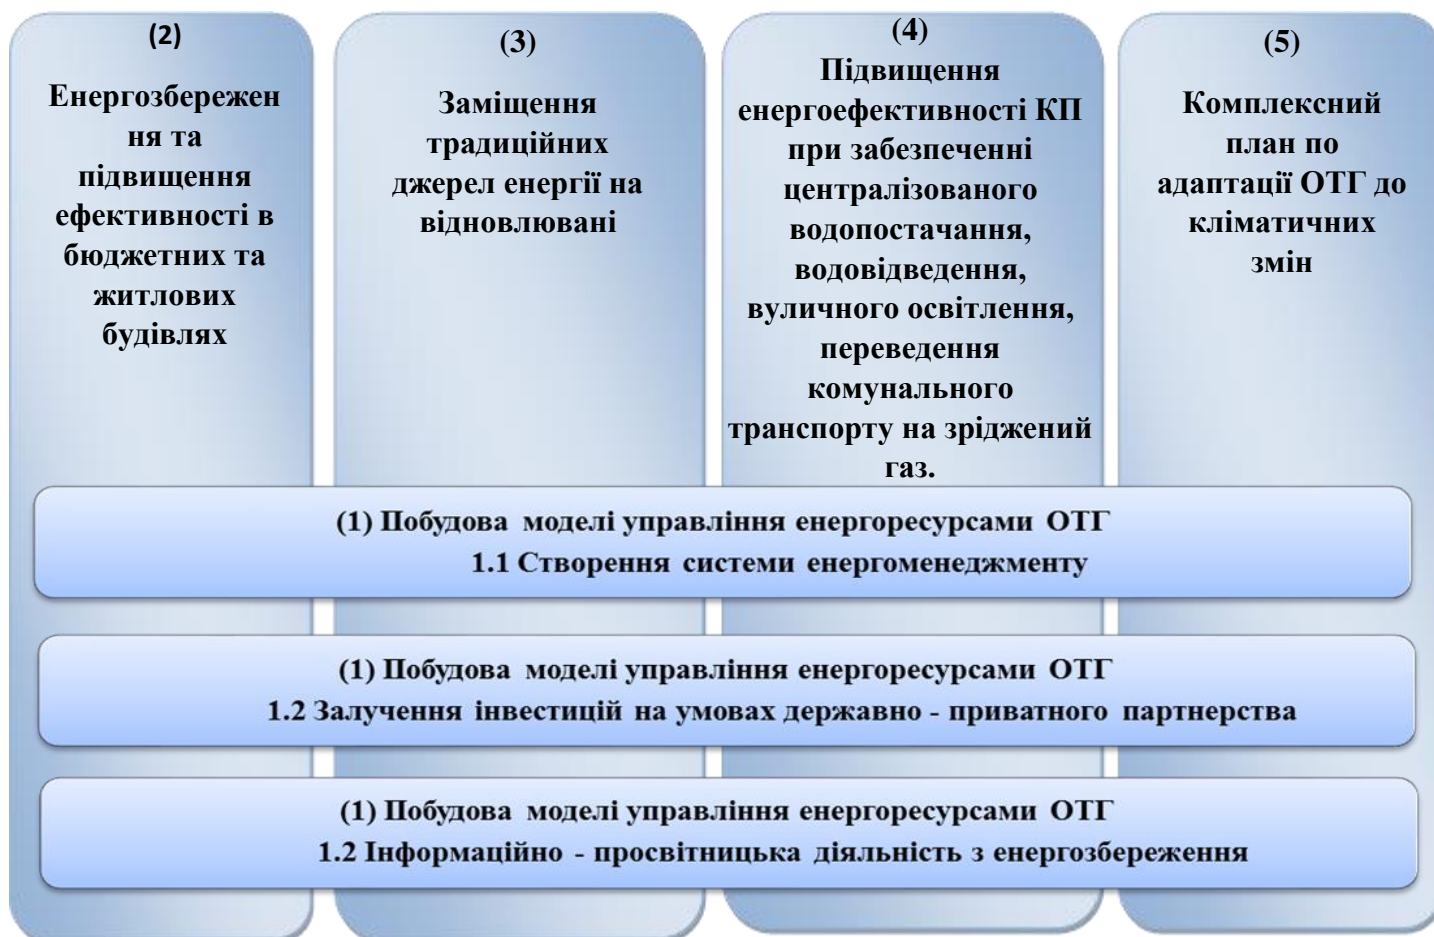 (2)
Енергозбережен
ня та
підвищення
ефективності в
бюджетних та
житлових
будівлях
(3)
Заміщення
традиційних
джерел енергії на
відновлювані
(4)
Підвищення
енергоефективності КП
при забезпеченні
централізованого
водопостачання,
водовідведення,
вуличного освітлення,
переведення
комунального
транспорту на зріджений
газ.
(5)
Комплексний
план по
адаптації ОТГ до
кліматичних
змін
(1) Побудова моделі управління енергоресурсами ОТГ
1.1 Створення системи енергоменеджменту
(1) Побудова моделі управління енергоресурсами ОТГ
1.2 Залучення інвестицій на умовах державно - приватного партнерства
(1) Побудова моделі управління енергоресурсами ОТГ
1.2 Інформаційно - просвітницька діяльність з енергозбереження